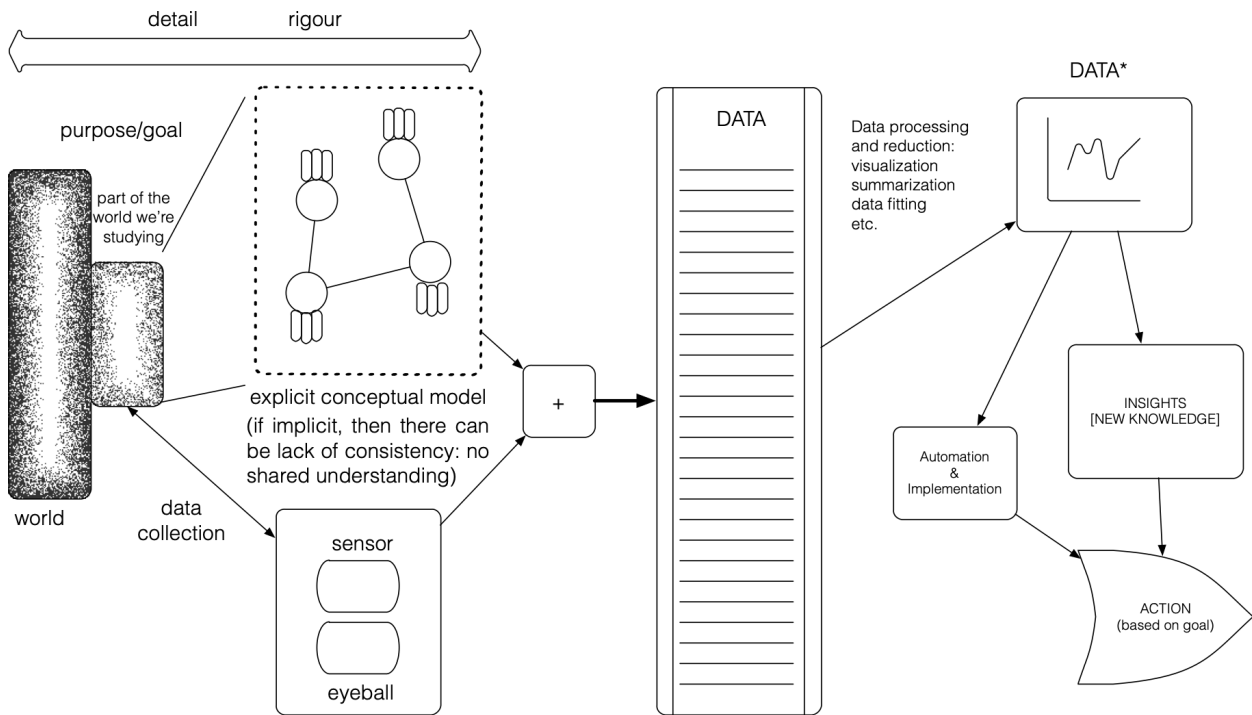 detail
rigour
purpose/goal
part of the
world we're
studying
world
explicit conceptual model
(if implicit, then there can
be lack of consistency: no
shared understanding)
data
collection
sensor
eyeball
+
DATA
Data processing
and reduction:
visualization
summarization
data fitting
etc.
DATA*
Automation
&
Implementation
INSIGHTS
[NEW KNOWLEDGE]
ACTION
(based on goal)